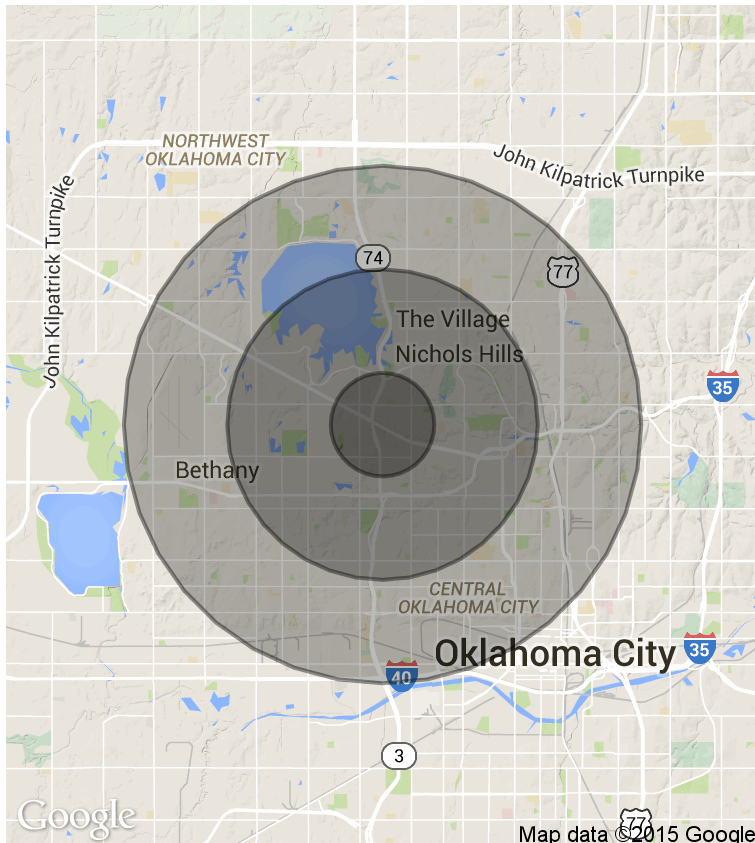 NORTHWEST
OKLAHOMA CITY
John Kilpatrick Turnpike
John Kilpatrick Turnpike
74
77
The Village
Nichols Hills
35
Bethany
CENTRAL
OKLAHOMA CITY
Oklahoma City
35
40
3
77
Google
Map data ©2015 Google